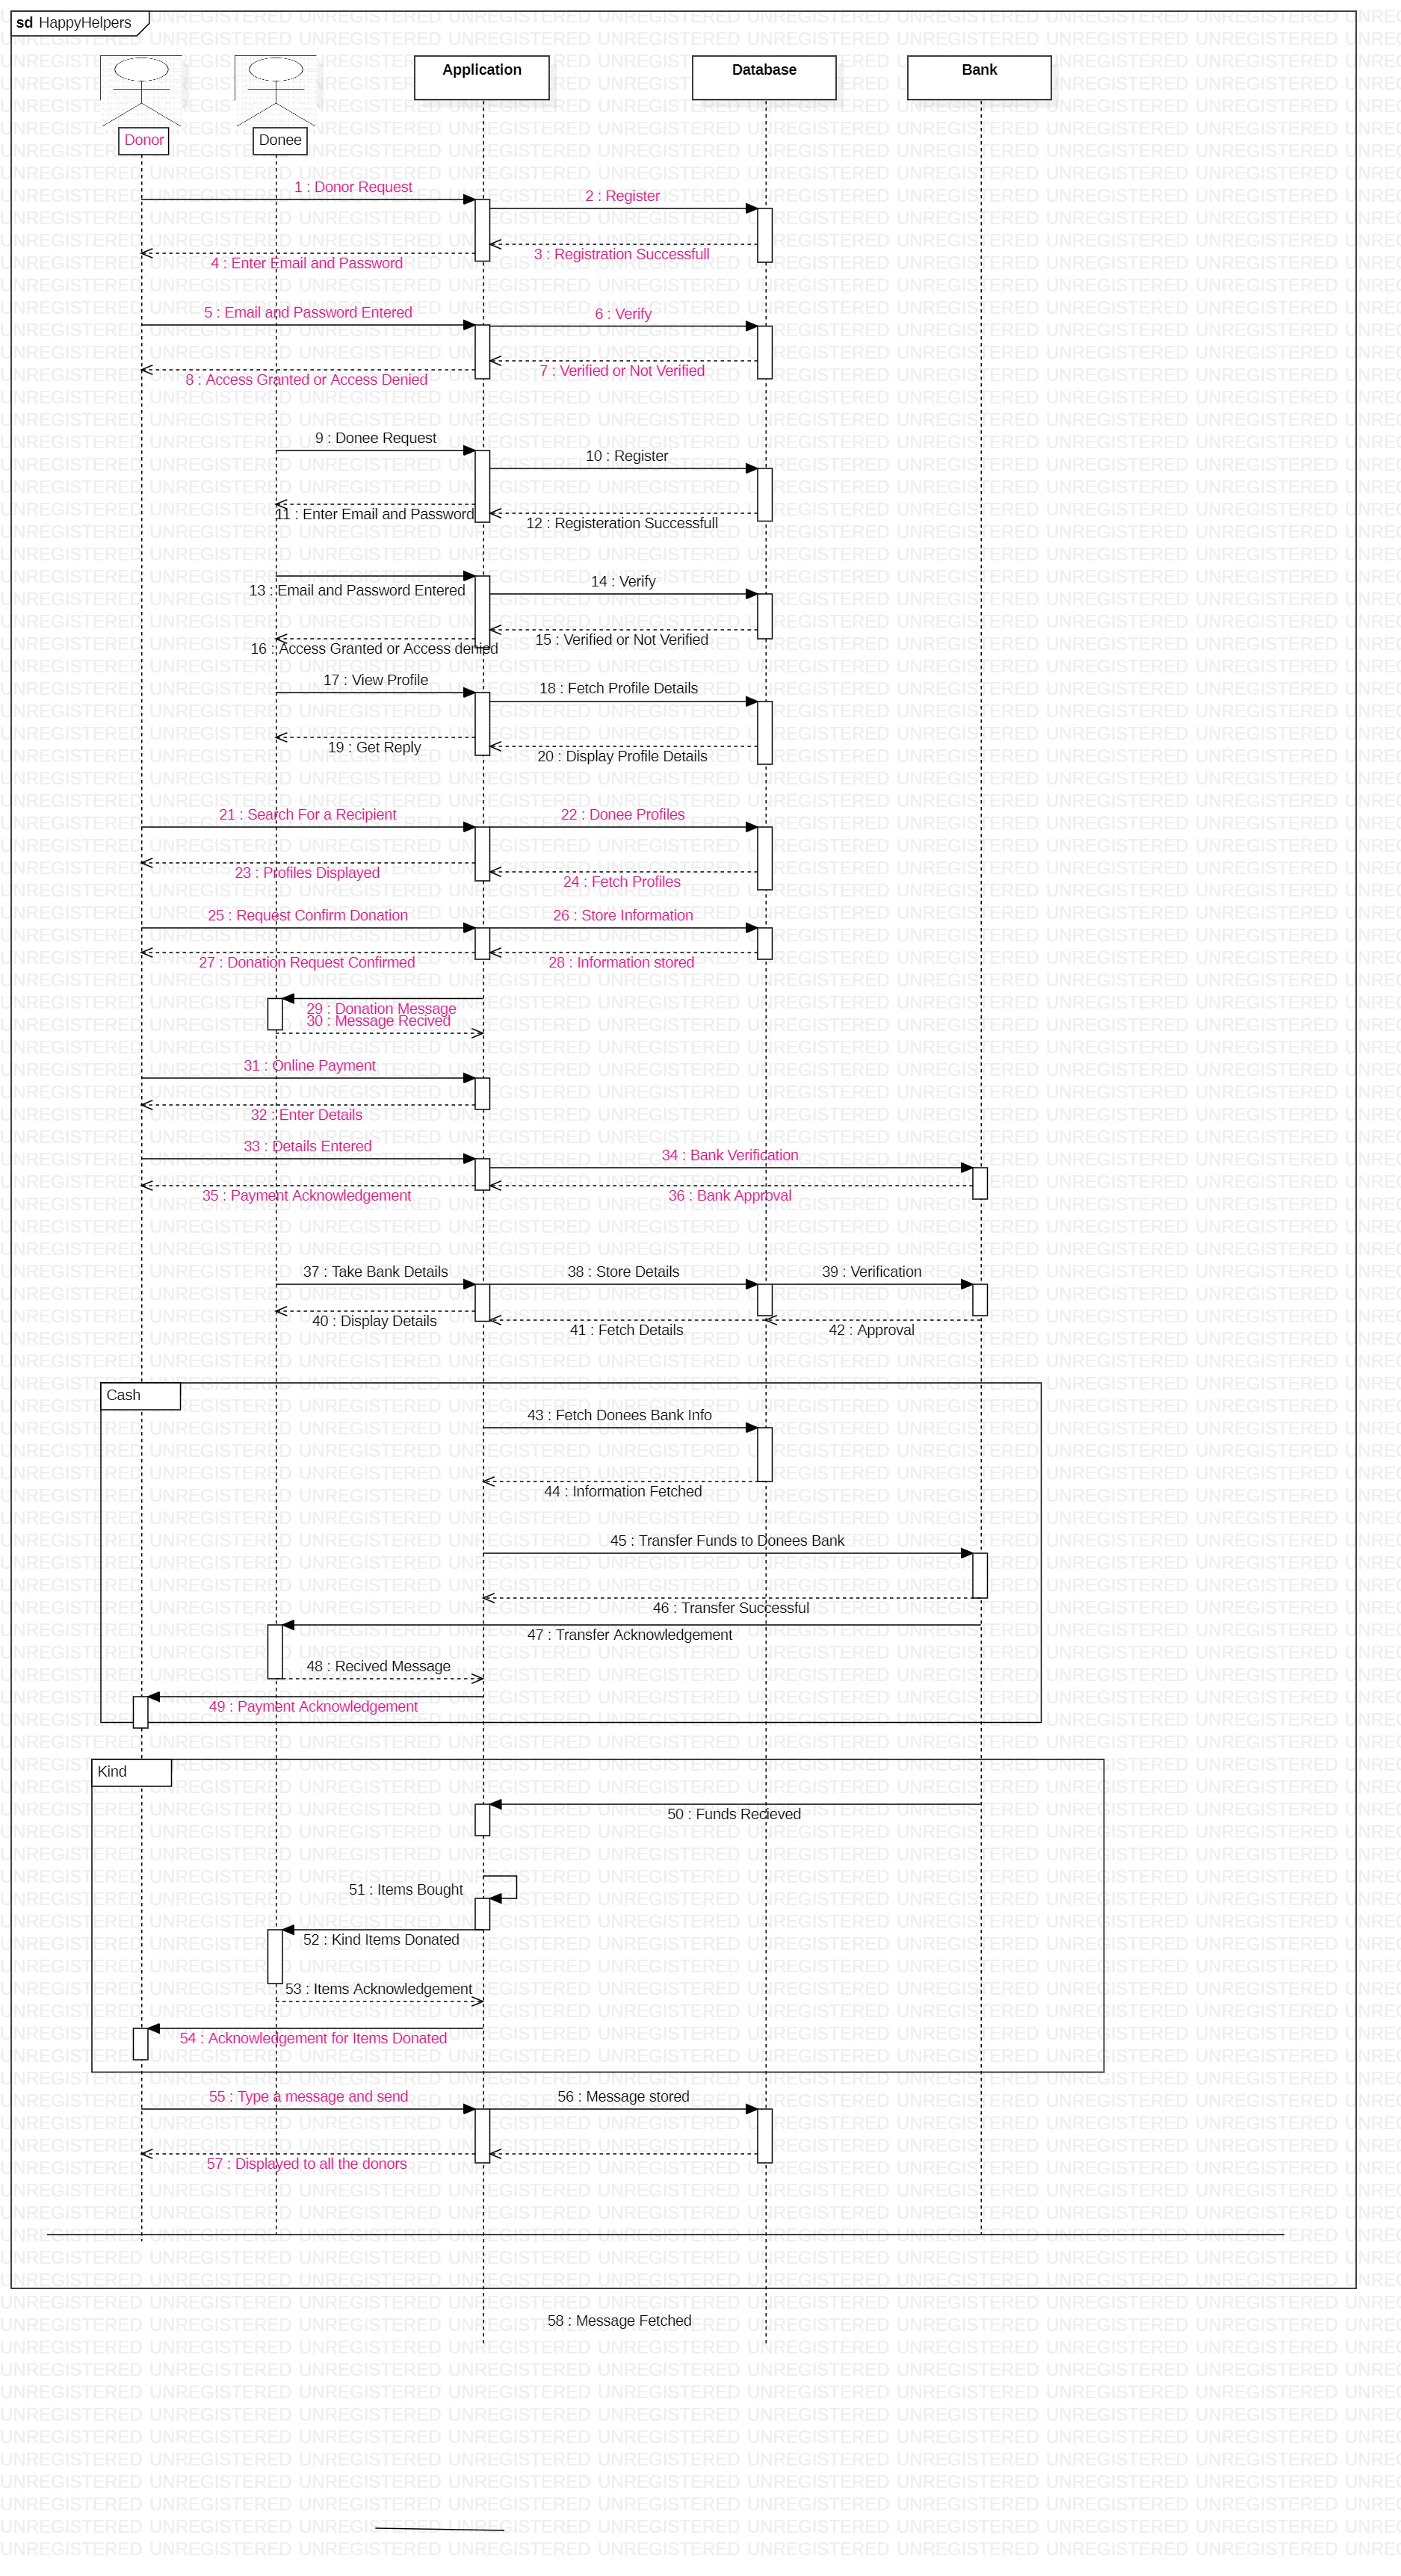 sd HappyHelpers
Application
Database
Bank
Donor
Donee
1 : Donor Request
2 : Register
3 : Registration Successfull
4 : Enter Email and Password
5 : Email and Password Entered
6 : Verify
7 : Verified or Not Verified
8 : Access Granted or Access Denied
9 : Donee Request
10 : Register
11 : Enter Email and Password
12 : Registeration Successfull
13 : Email and Password Entered
14 : Verify
15 : Verified or Not Verified
16 : Access Granted or Access denied
17 : View Profile
18 : Fetch Profile Details
19 : Get Reply
20 : Display Profile Details
21 : Search For a Recipient
22 : Donee Profiles
23 : Profiles Displayed
24 : Fetch Profiles
25 : Request Confirm Donation
26 : Store Information
27 : Donation Request Confirmed
28 : Information stored
29 : Donation Message
30 : Message Recived
31 : Online Payment
32 : Enter Details
33 : Details Entered
34 : Bank Verification
35 : Payment Acknowledgement
36 : Bank Approval
37 : Take Bank Details
38 : Store Details
39 : Verification
40 : Display Details
41 : Fetch Details
42 : Approval
Cash
43 : Fetch Donees Bank Info
44 : Information Fetched
45 : Transfer Funds to Donees Bank
46 : Transfer Successful
47 : Transfer Acknowledgement
48 : Recived Message
49 : Payment Acknowledgement
Kind
50 : Funds Recieved
51 : Items Bought
52 : Kind Items Donated
53 : Items Acknowledgement
54 : Acknowledgement for Items Donated
55 : Type a message and send
56 : Message stored
57 : Displayed to all the donors
58 : Message Fetched
UNREGISTERED